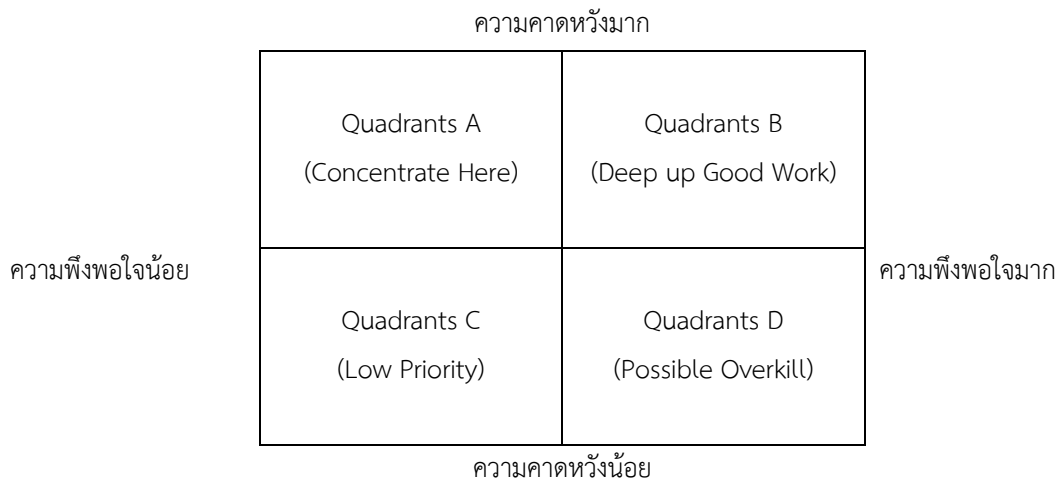 ความคาดหวังมาก
Quadrants A
(Concentrate Here)
Quadrants B
(Deep up Good Work)
ความพึงพอใจน้อย
ความพึงพอใจมาก
Quadrants C
(Low Priority)
Quadrants D
(Possible Overkill)
ความคาดหวังน้อย